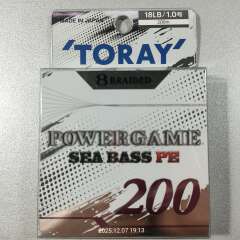 MADE IN JAPAN
18LB/1.0号
200m
'TORAY'
8 BRAIDED
POWERGAME
SEA BASS PE
200
2025.12.07 19:13